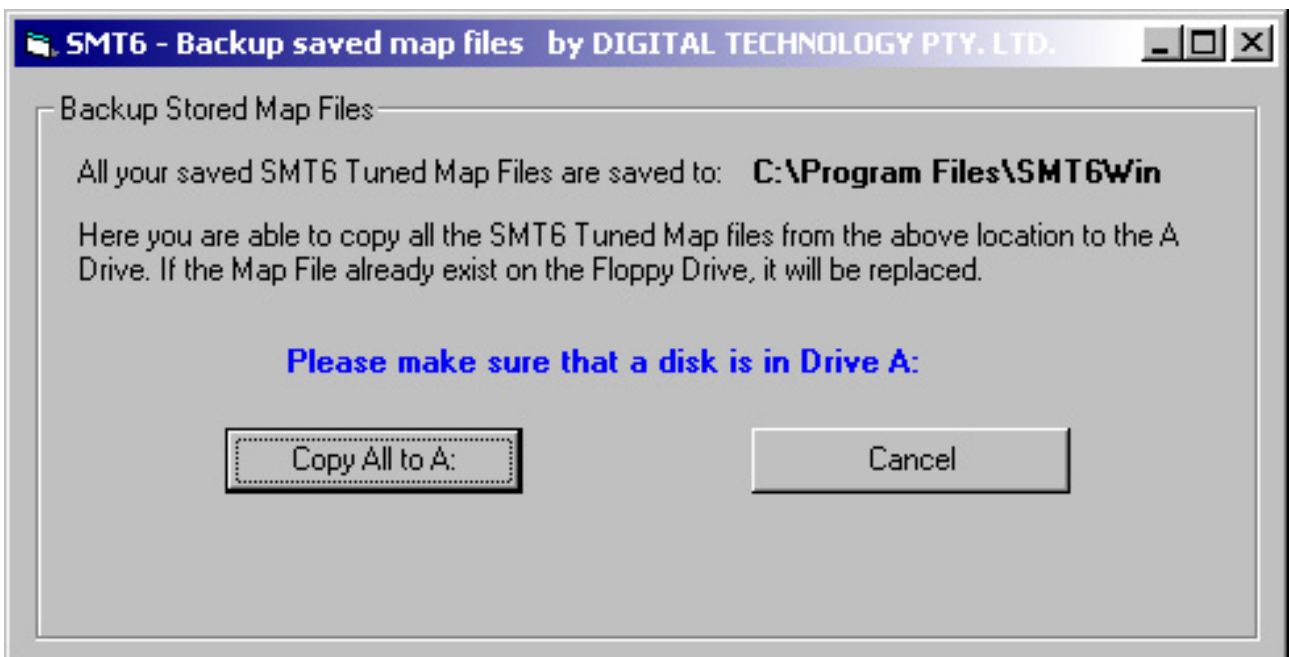 SMT6 - Backup saved map files by DIGITAL TECHNOLOGY PTY. LTD.
Backup Stored Map Files
All your saved SMT6 Tuned Map Files are saved to: C:\Program Files\SMT6Win
Here you are able to copy all the SMT6 Tuned Map files from the above location to the A
Drive. If the Map File already exist on the Floppy Drive, it will be replaced.
Please make sure that a disk is in Drive A:
Copy All to A: Cancel